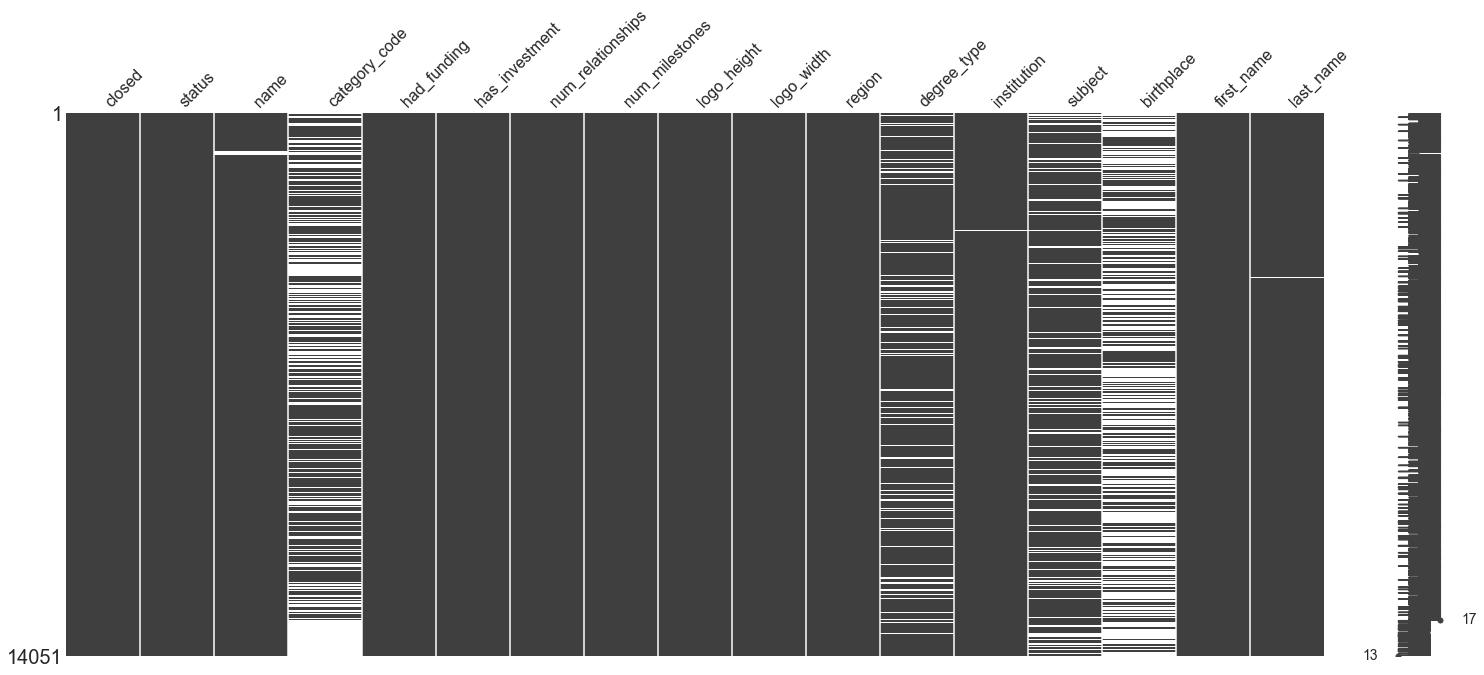 closed
status
name
category_code
had_funding
has_investment
num_relationships
num_milestones
logo_height
logo_width
region
degree_type
institution
subject
birthplace
first_name
last_name
1
17
14051
13